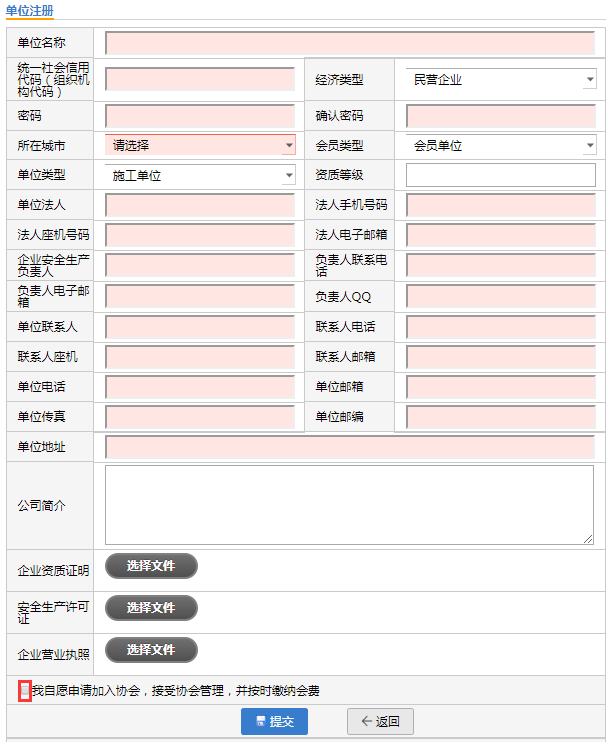 单位注册
单位名称
统一社会信用
代码（组织机
构代码）
经济类型
民营企业
密码
确认密码
所在城市
请选择
会员类型
会员单位
单位类型
施工单位
资质等级
单位法人
法人手机号码
法人座机号码
法人电子邮箱
企业安全生产
负责人
负责人联系电
话
负责人电子邮
箱
负责人QQ
单位联系人
联系人电话
联系人座机
联系人邮箱
单位电话
单位邮箱
单位传真
单位邮编
单位地址
公司简介
企业资质证明
选择文件
安全生产许可
证
选择文件
企业营业执照
选择文件
我自愿申请加入协会，接受协会管理，并按时缴纳会费
提交
返回